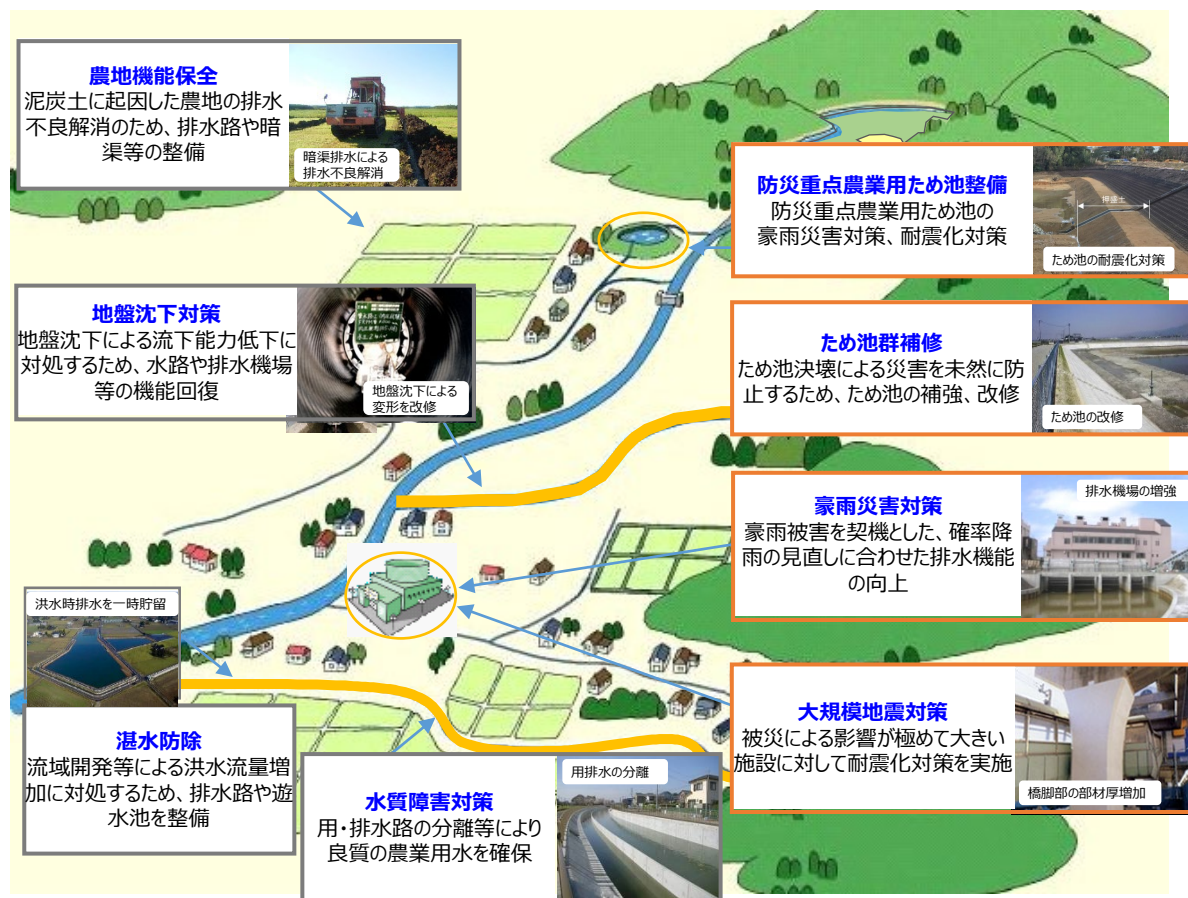 農地機能保全
泥炭土に起因した農地の排水
不良解消のため、排水路や暗
渠等の整備
暗渠排水による
排水不良解消
防災重点農業用ため池整備
防災重点農業用ため池の
豪雨災害対策、耐震化対策
押盛土
ため池の耐震化対策
地盤沈下対策
地盤沈下による流下能力低下に
対処するため、水路や排水機場
等の機能回復
地盤沈下による
変形を改修
ため池群補修
ため池決壊による災害を未然に防
止するため、ため池の補強、改修
ため池の改修
豪雨災害対策
豪雨被害を契機とした、確率降
雨の見直しに合わせた排水機能
の向上
排水機場の増強
洪水時排水を一時貯留
湛水防除
流域開発等による洪水流量増
加に対処するため、排水路や遊
水池を整備
水質障害対策
用・排水路の分離等により
良質の農業用水を確保
用排水の分離
大規模地震対策
被災による影響が極めて大きい
施設に対して耐震化対策を実施
橋脚部の部材厚増加